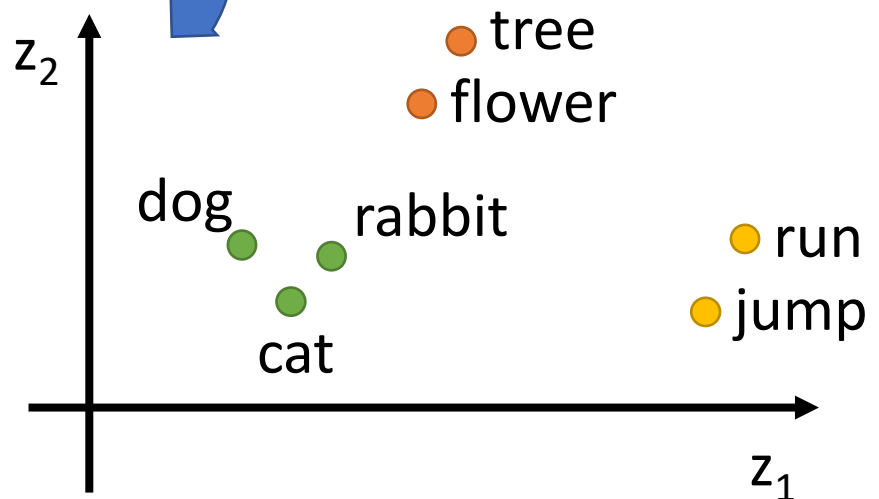 tree
z₂
flower
dog
rabbit
run
jump
cat
z₁